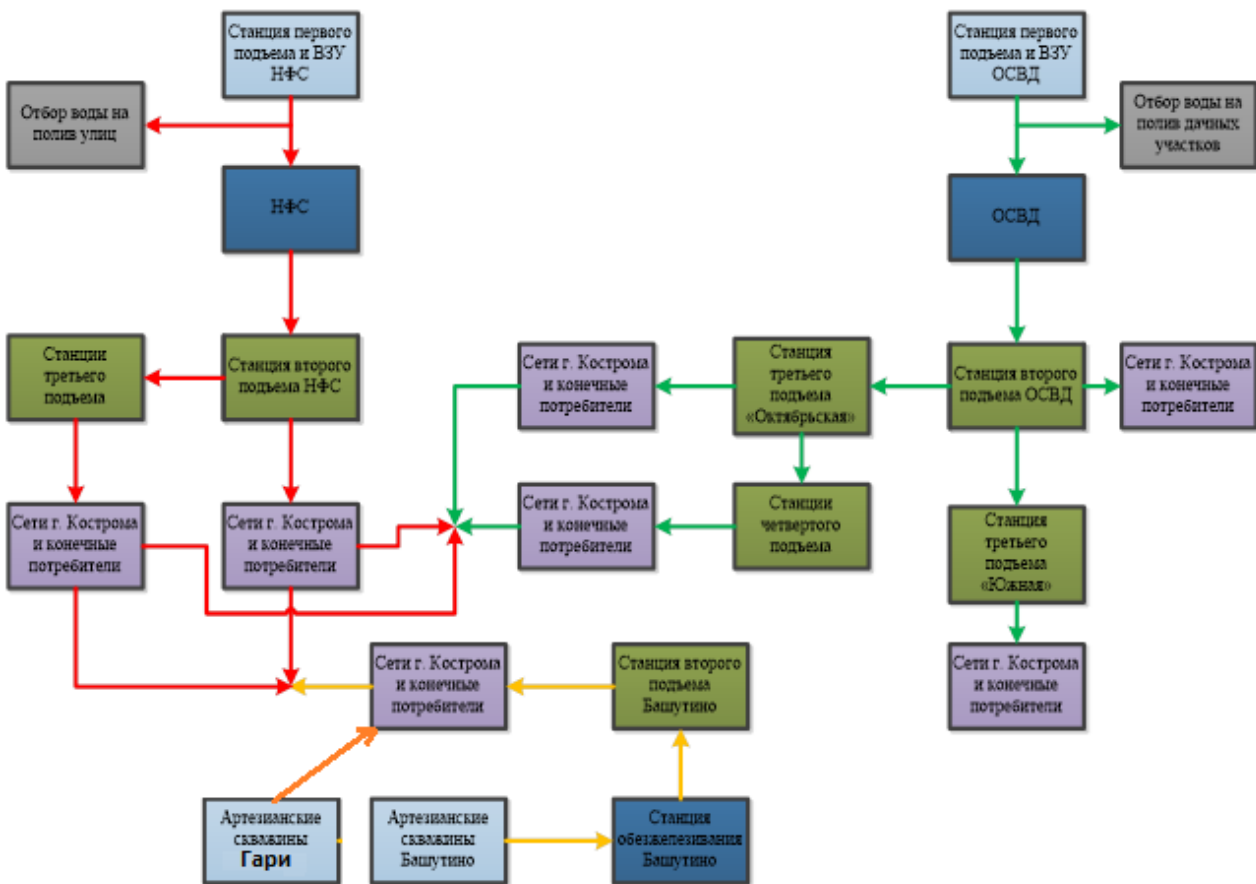 Станция первого
подъема и ВЗУ
НФС
Станция первого
подъема и ВЗУ
ОСВД
Отбор воды на
полив улиц
Отбор воды на
полив дачных
участков
НФС
ОСВД
Станции
третьего
подъема
Станция второго
подъема НФС
Сети г. Кострома
и конечные
потребители
Станция
третьего
подъема
«Октябрьская»
Станция второго
подъема ОСВД
Сети г. Кострома
и конечные
потребители
Сети г. Кострома
и конечные
потребители
Сети г. Кострома
и конечные
потребители
Сети г. Кострома
и конечные
потребители
Станции
четвертого
подъема
Станция
третьего
подъема
«Южная»
Сети г. Кострома
и конечные
потребители
Станция второго
подъема
Башутино
Сети г. Кострома
и конечные
потребители
Артезианские
скважины
Гари
Артезианские
скважины
Башутино
Станция
обезжелезивания
Башутино